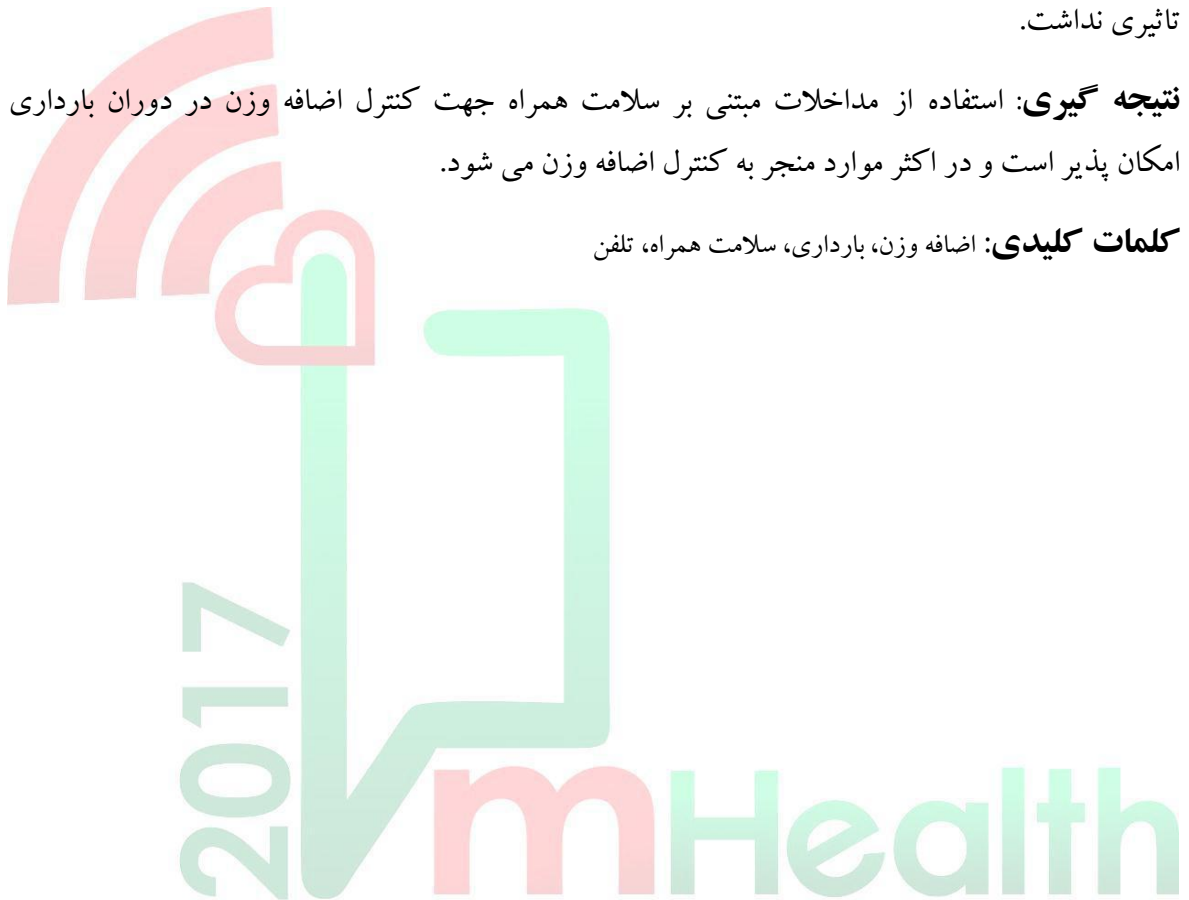 تاثیری نداشت.
نتیجه گیری: استفاده از مداخلات مبتنی بر سلامت همراه جهت کنترل اضافه وزن در دوران بارداری
امکان پذیر است و در اکثر موارد منجر به کنترل اضافه وزن می شود.
کلمات کلیدی: اضافه وزن، بارداری، سلامت همراه، تلفن
2017
mHealth